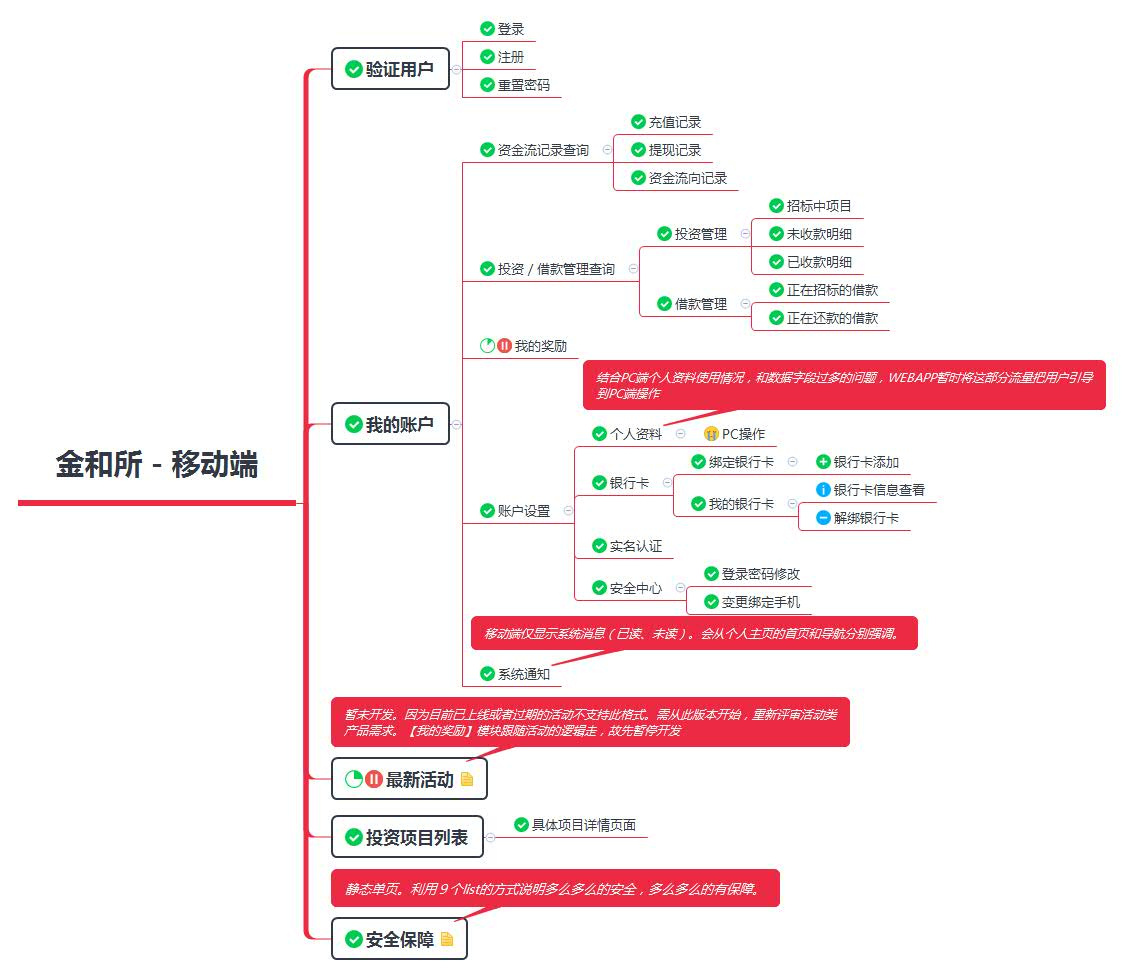 登录
注册
验证用户
重置密码
充值记录
资金流记录查询
提现记录
资金流向记录
招标中项目
投资管理
未收款明细
已收款明细
投资 / 借款管理查询
正在招标的借款
借款管理
正在还款的借款
我的奖励
结合PC端个人资料使用情况，和数据字段过多的问题，WEBAPP暂时将这部分流量把用户引导
到PC端操作
我的账户
个人资料
PC操作
绑定银行卡
银行卡添加
银行卡
银行卡信息查看
我的银行卡
解绑银行卡
账户设置
实名认证
登录密码修改
安全中心
变更绑定手机
移动端仅显示系统消息（已读、未读）。会从个人主页的首页和导航分别强调。
系统通知
金和所 - 移动端
暂未开发。因为目前已上线或者过期的活动不支持此格式。需从此版本开始，重新评审活动类
产品需求。【我的奖励】模块跟随活动的逻辑走，故先暂停开发
最新活动
投资项目列表
具体项目详情页面
静态单页。利用 9 个list的方式说明多么多么的安全，多么多么的有保障。
安全保障